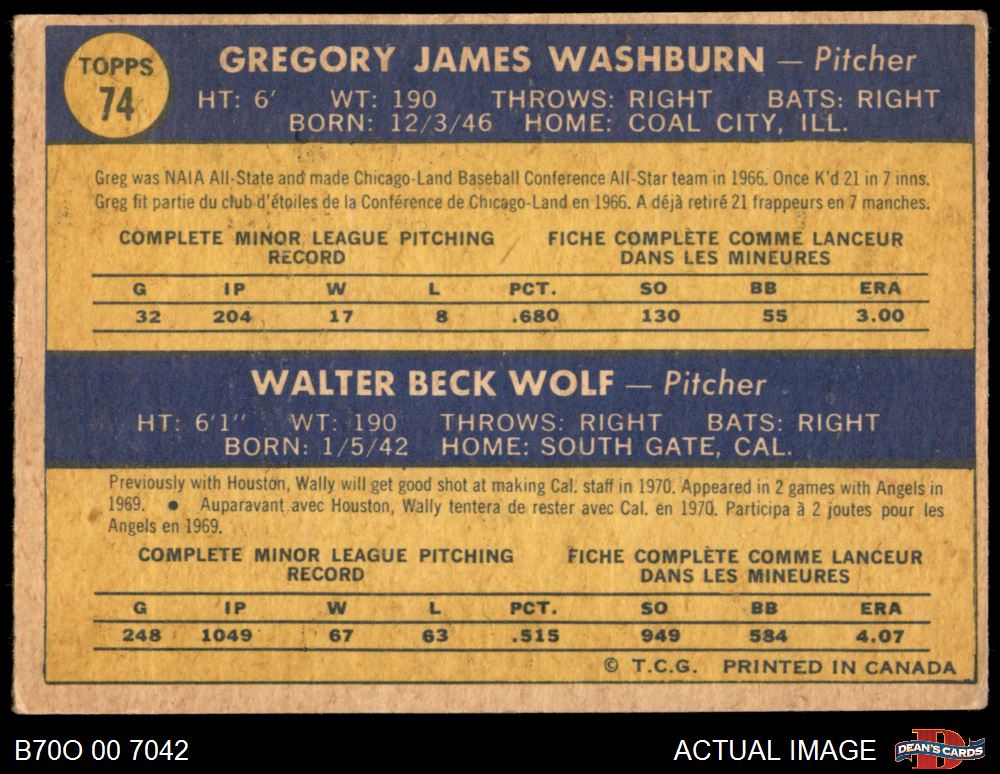 TOPPS
74
GREGORY JAMES WASHBURN — Pitcher
HT: 6' WT: 190 THROWS: RIGHT BATS: RIGHT
BORN: 12/3/46 HOME: COAL CITY, ILL.
Greg was NAIA All-State and made Chicago-Land Baseball Conference All-Star team in 1966. Once K'd 21 in 7 inns.
Greg fit partie du club d'étoiles de la Conférence de Chicago-Land en 1966. A déjà retiré 21 frappeurs en 7 manches.
COMPLETE MINOR LEAGUE PITCHING
RECORD
FICHE COMPLÈTE COMME LANCEUR
DANS LES MINEURES
G IP W L PCT. SO BB ERA
32 204 17 8 .680 130 55 3.00
WALTER BECK WOLF — Pitcher
HT: 6'1" WT: 190 THROWS: RIGHT BATS: RIGHT
BORN: 1/5/42 HOME: SOUTH GATE, CAL.
Previously with Houston, Wally will get good shot at making Cal. staff in 1970. Appeared in 2 games with Angels in
1969. ● Auparavant avec Houston, Wally tentera de rester avec Cal. en 1970. Participa à 2 joutes pour les
Angels en 1969.
COMPLETE MINOR LEAGUE PITCHING
RECORD
FICHE COMPLÈTE COMME LANCEUR
DANS LES MINEURES
G IP W L PCT. SO BB ERA
248 1049 67 63 .515 949 584 4.07
© T.C.G. PRINTED IN CANADA
B70O 00 7042
ACTUAL IMAGE
DEAN'S CARDS